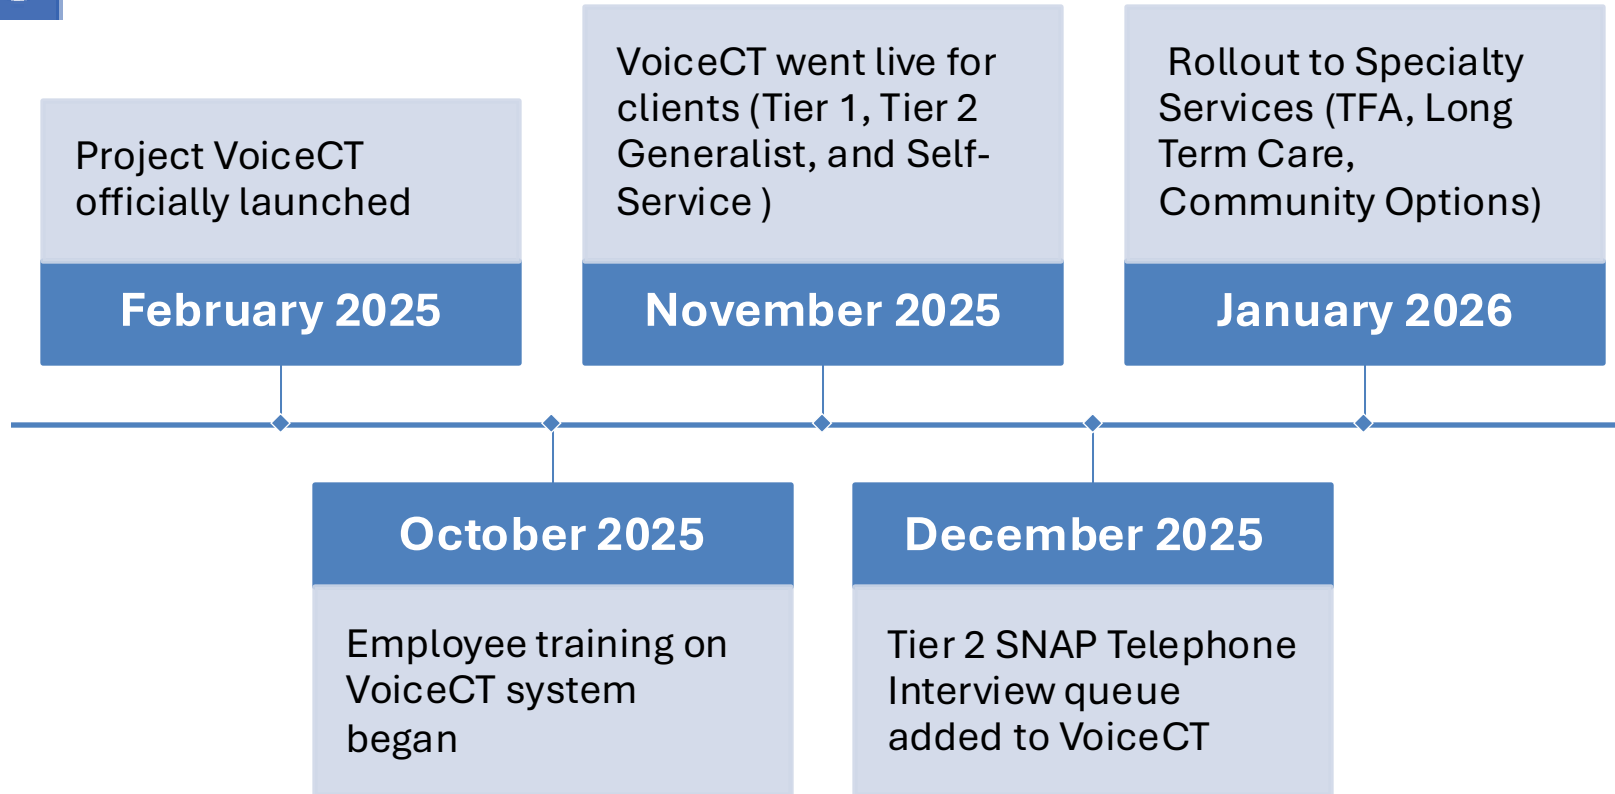 Project VoiceCT
officially launched
February 2025
Employee training on
VoiceCT system
began
October 2025
VoiceCT went live for
clients (Tier 1, Tier 2
Generalist, and Self-
Service )
November 2025
Tier 2 SNAP Telephone
Interview queue
added to VoiceCT
December 2025
Rollout to Specialty
Services (TFA, Long
Term Care,
Community Options)
January 2026